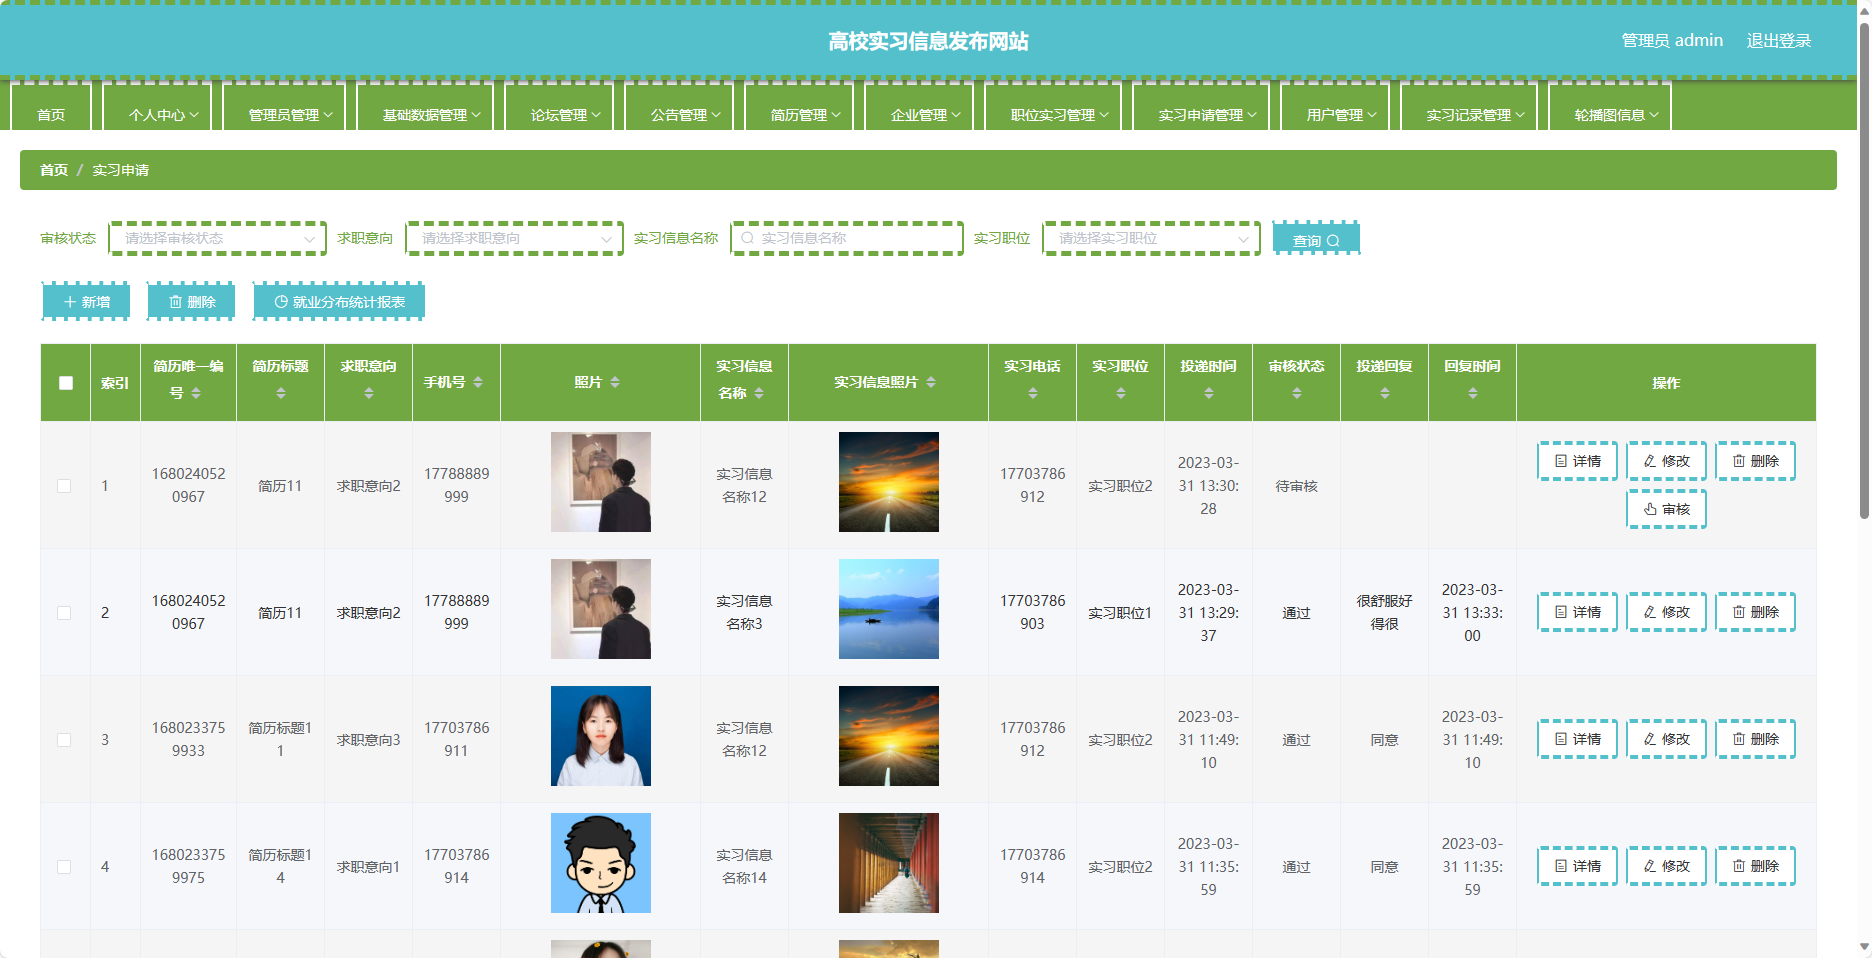 高校实习信息发布网站
管理员 admin 退出登录
首页 个人中心 管理员管理 基础数据管理 论坛管理 公告管理 简历管理 企业管理 职位实习管理 实习申请管理 用户管理 实习记录管理 轮播图信息
首页 / 实习申请
审核状态 请选择审核状态 求职意向 请选择求职意向 实习信息名称 实习信息名称 实习职位 请选择实习职位 查询
新增 删除 就业分布统计报表
索引 简历唯一编号 简历标题 求职意向 手机号 照片 实习信息名称 实习信息照片 实习电话 实习职位 投递时间 审核状态 投递回复 回复时间 操作
1 1680240520967 简历11 求职意向2 17788889999 实习信息名称12 17703786912 实习职位2 2023-03-31 13:30:28 待审核 详情 修改 删除
审核
2 1680240520967 简历11 求职意向2 17788889999 实习信息名称3 17703786903 实习职位1 2023-03-31 13:29:37 通过 很舒服好得很 2023-03-31 13:33:00 详情 修改 删除
3 1680233759933 简历标题11 求职意向3 17703786911 实习信息名称12 17703786912 实习职位2 2023-03-31 11:49:10 通过 同意 2023-03-31 11:49:10 详情 修改 删除
4 1680233759975 简历标题14 求职意向1 17703786914 实习信息名称14 17703786914 实习职位2 2023-03-31 11:35:59 通过 同意 2023-03-31 11:35:59 详情 修改 删除